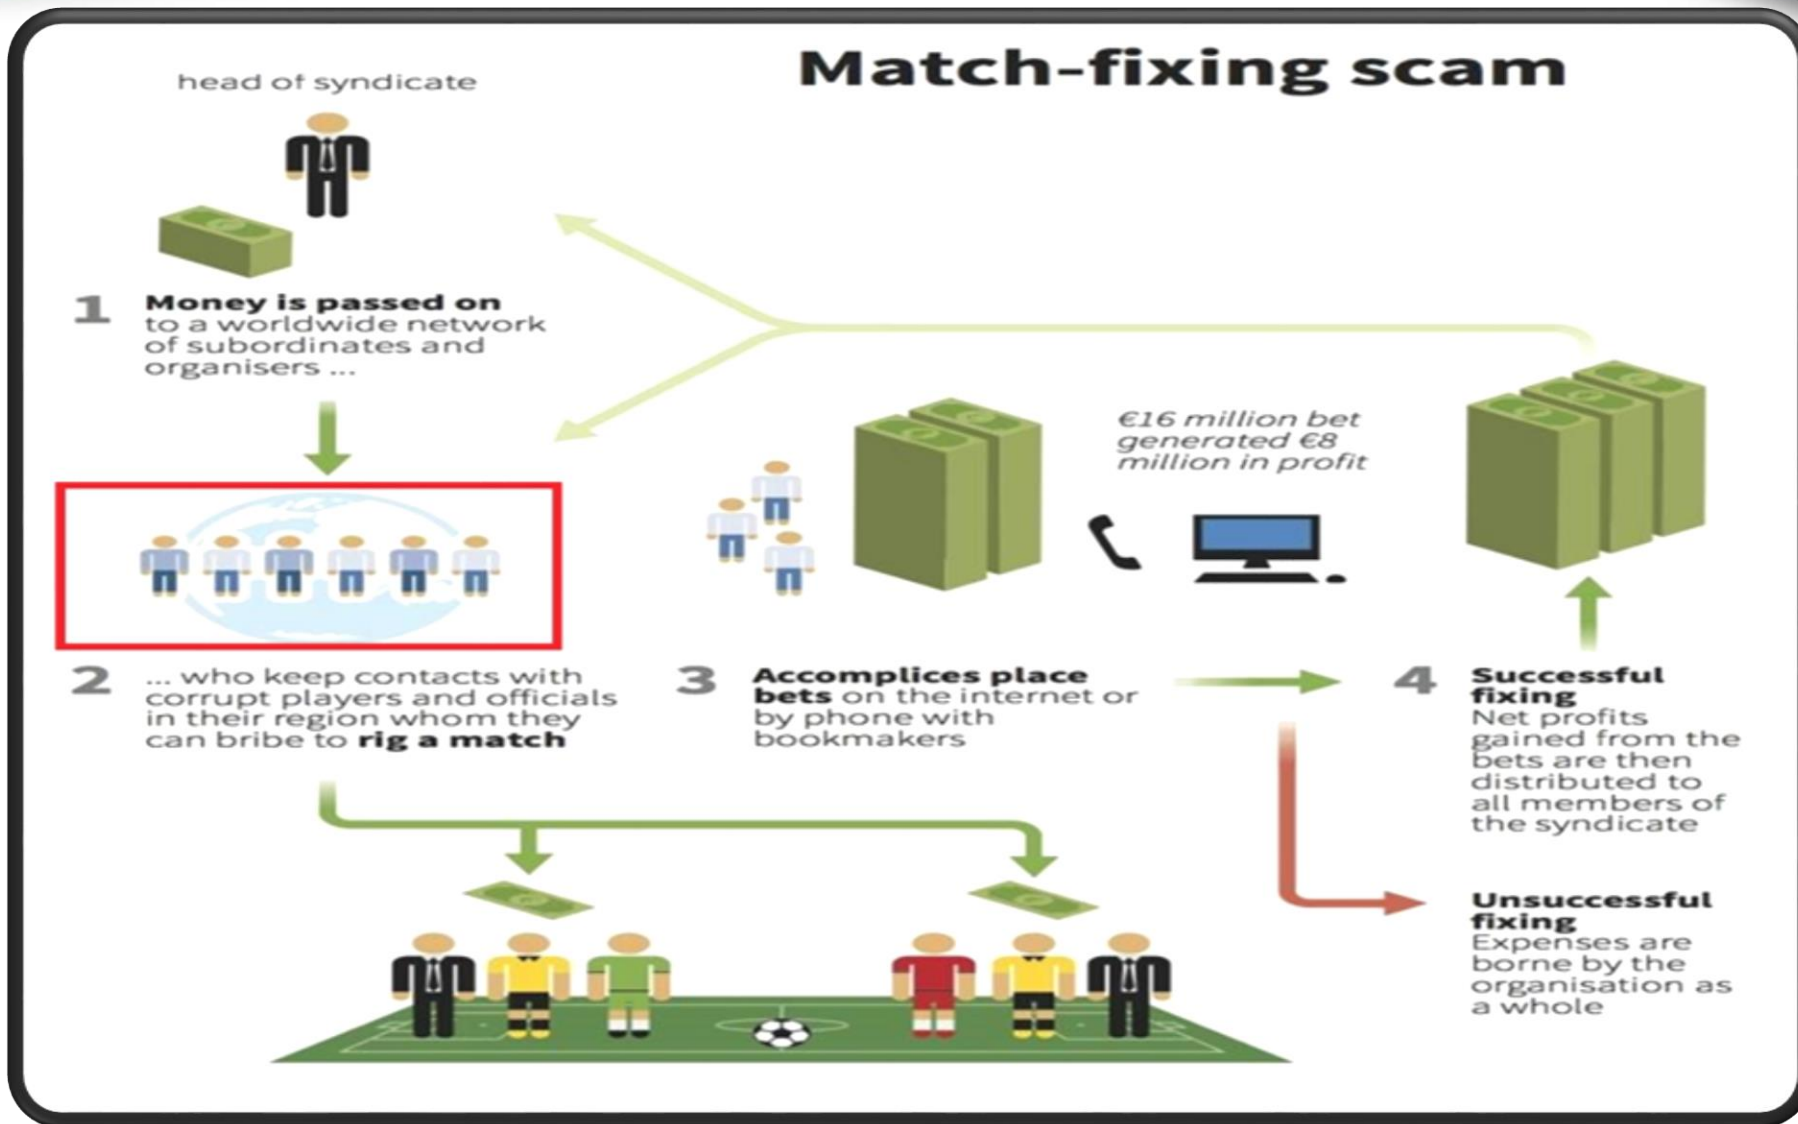 Match-fixing scam
head of syndicate
1
Money is passed on
to a worldwide network
of subordinates and
organisers ...
2
... who keep contacts with
corrupt players and officials
in their region whom they
can bribe to rig a match
€16 million bet
generated €8
million in profit
3
Accomplices place
bets on the internet or
by phone with
bookmakers
4
Successful
fixing
Net profits
gained from the
bets are then
distributed to
all members of
the syndicate
Unsuccessful
fixing
Expenses are
borne by the
organisation as
a whole